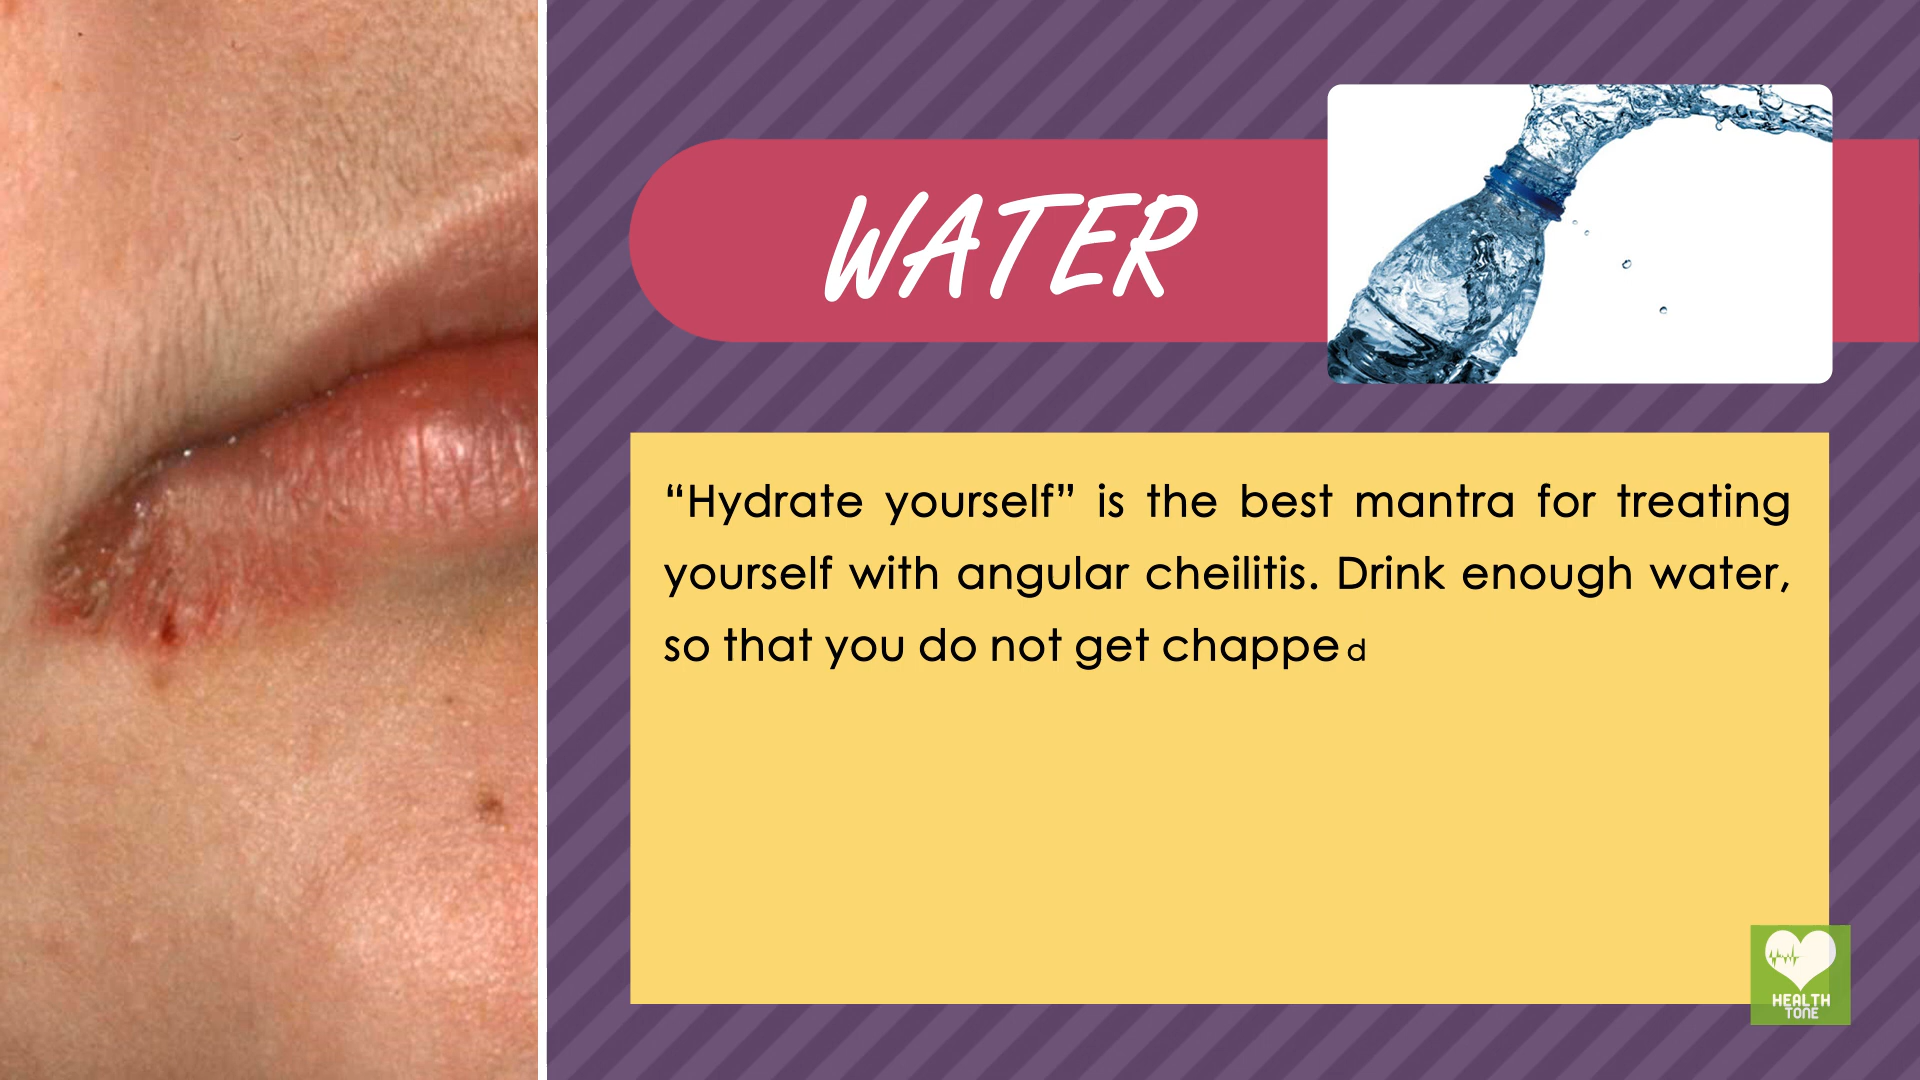 WATER
“Hydrate yourself” is the best mantra for treating
yourself with angular cheilitis. Drink enough water,
so that you do not get chapped
HEALTH
TONE